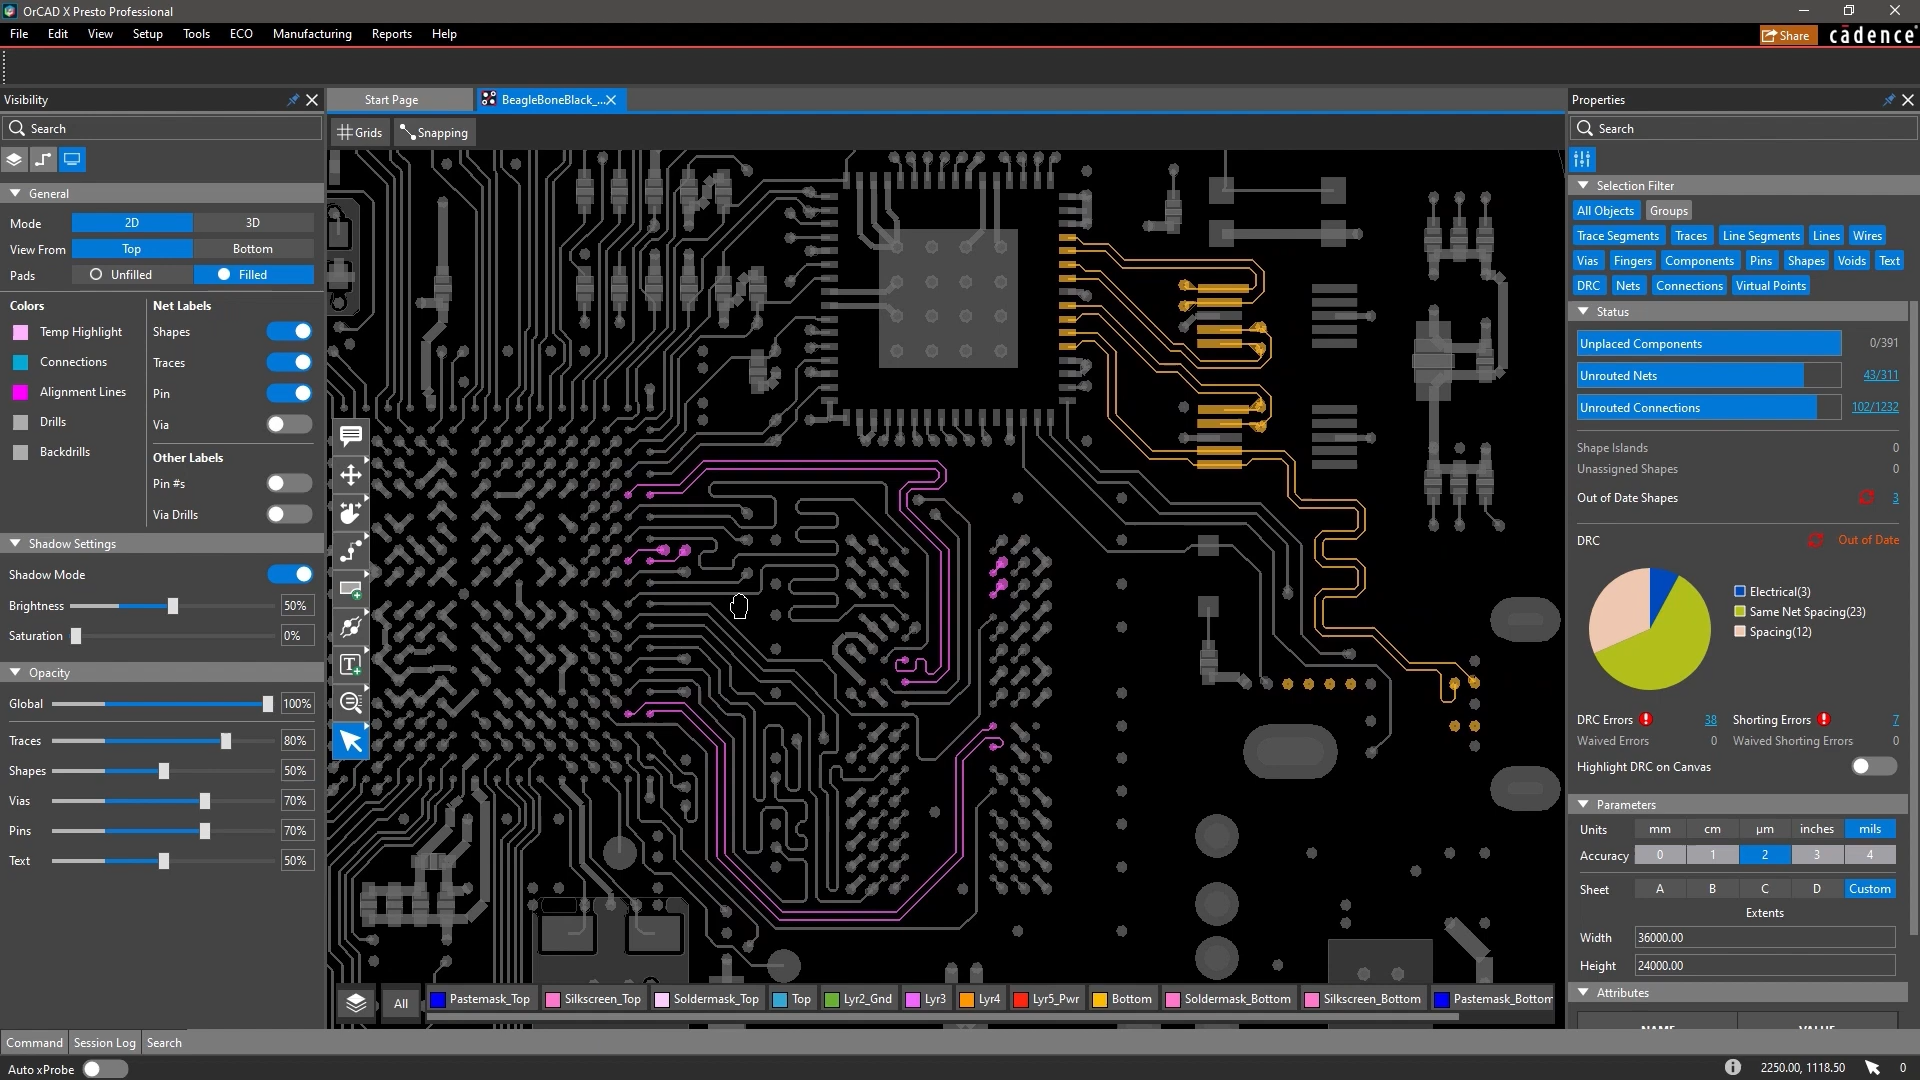 OrCAD X Presto Professional
File Edit View Setup Tools ECO Manufacturing Reports Help
Share
cādence
Visibility
Start Page
BeagleBoneBlack_...
Properties
Search
Grids
Snapping
Search
General
Mode 2D 3D
View From Top Bottom
Pads Unfilled Filled
Colors
Temp Highlight
Connections
Alignment Lines
Drills
Backdrills
Net Labels
Shapes
Traces
Pin
Via
Other Labels
Pin #s
Via Drills
Shadow Settings
Shadow Mode
Brightness 50%
Saturation 0%
Opacity
Global 100%
Traces 80%
Shapes 50%
Vias 70%
Pins 70%
Text 50%
All
Pastemask_Top
Silkscreen_Top
Soldermask_Top
Top
Lyr2_Gnd
Lyr3
Lyr4
Lyr5_Pwr
Bottom
Soldermask_Bottom
Silkscreen_Bottom
Pastemask_Bottom
Selection Filter
All Objects Groups
Trace Segments Traces Line Segments Lines Wires
Vias Fingers Components Pins Shapes Voids Text
DRC Nets Connections Virtual Points
Status
Unplaced Components 0/391
Unrouted Nets 43/311
Unrouted Connections 102/1232
Shape Islands 0
Unassigned Shapes 0
Out of Date Shapes 3
DRC Out of Date
Electrical(3)
Same Net Spacing(23)
Spacing(12)
DRC Errors 38 Shorting Errors 7
Waived Errors 0 Waived Shorting Errors 0
Highlight DRC on Canvas
Parameters
Units mm cm µm inches mils
Accuracy 0 1 2 3 4
Sheet A B C D Custom
Extents
Width 36000.00
Height 24000.00
Attributes
NAME VALUE
Command Session Log Search
Auto xProbe
2250.00, 1118.50 0